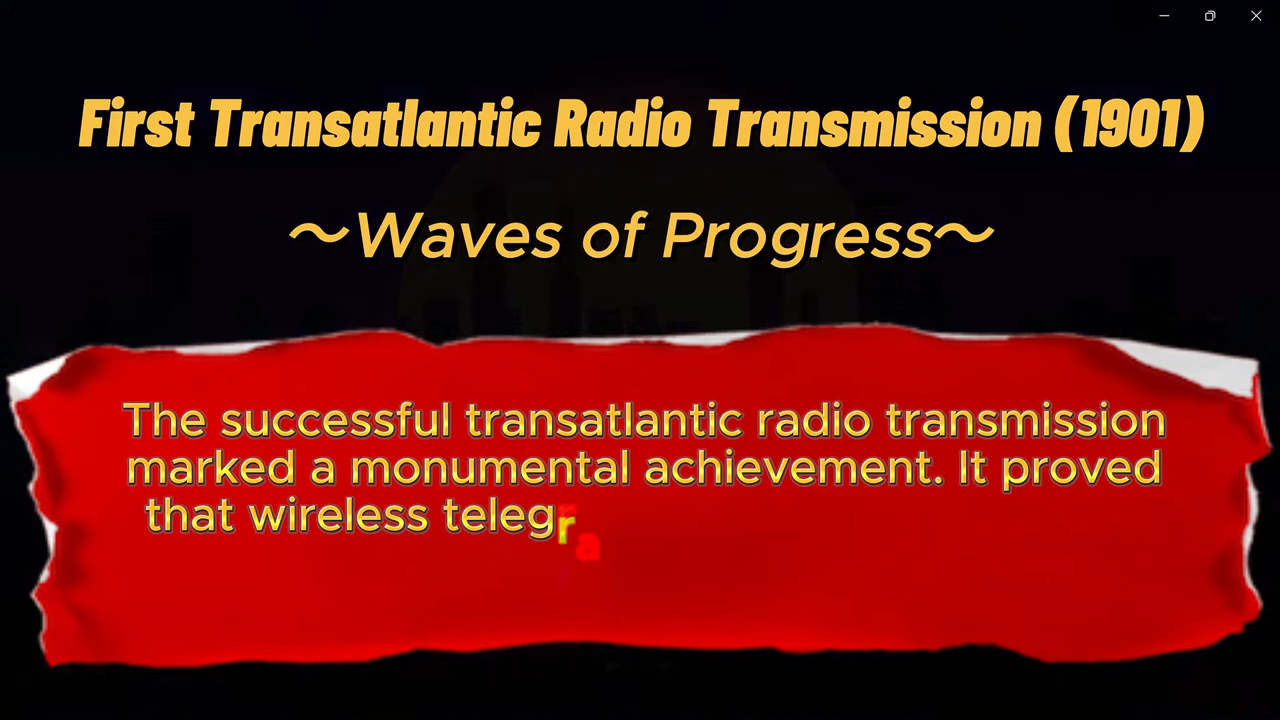 First Transatlantic Radio Transmission (1901)
～Waves of Progress～
The successful transatlantic radio transmission
marked a monumental achievement. It proved
that wireless telegra